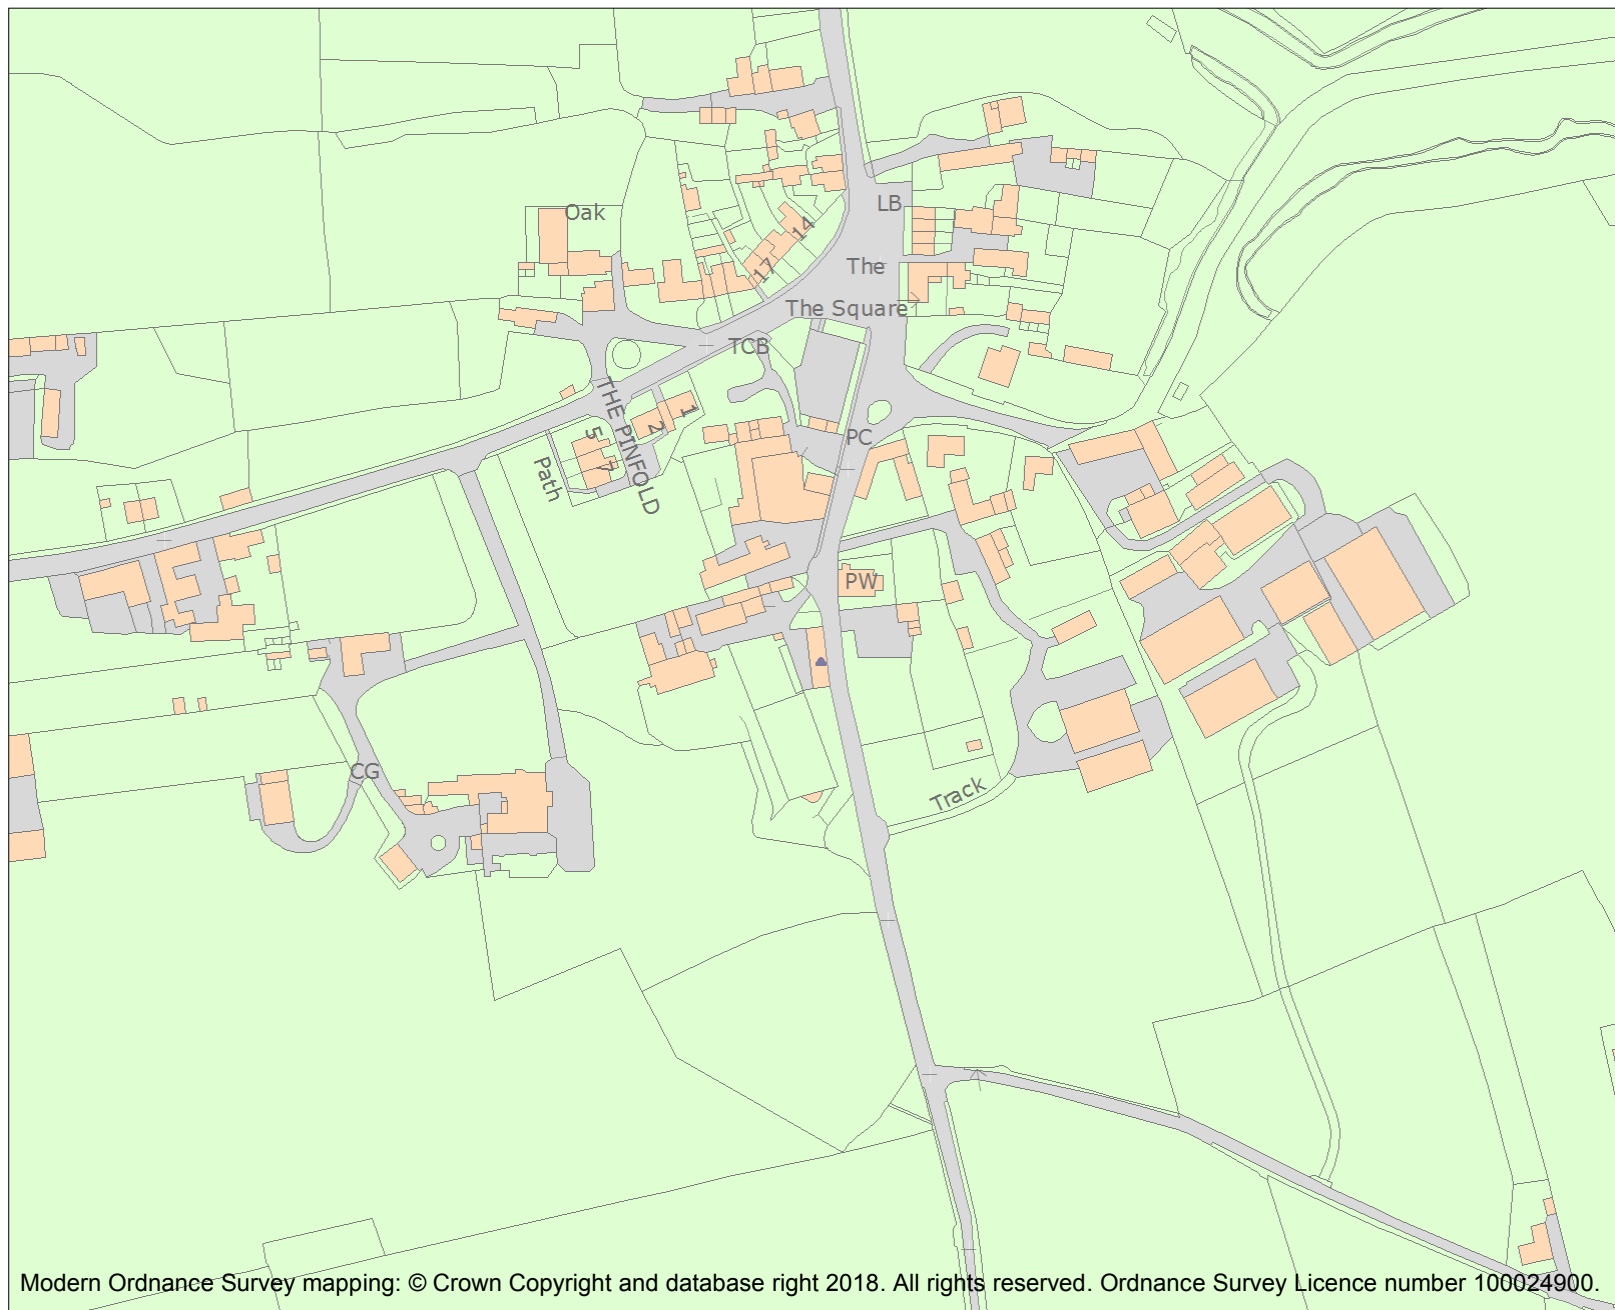 Oak
LB
14
17
The
The Square
TCB
THE PINFOLD
1
2
5
7
PC
Path
PW
CG
Track
Modern Ordnance Survey mapping: © Crown Copyright and database right 2018. All rights reserved. Ordnance Survey Licence number 100024900.